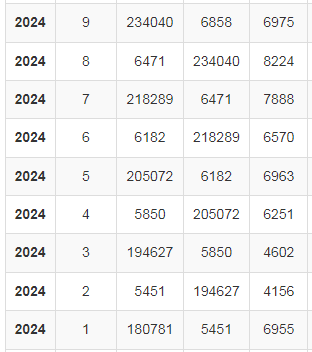 2024 9 234040 6858 6975
2024 8 6471 234040 8224
2024 7 218289 6471 7888
2024 6 6182 218289 6570
2024 5 205072 6182 6963
2024 4 5850 205072 6251
2024 3 194627 5850 4602
2024 2 5451 194627 4156
2024 1 180781 5451 6955